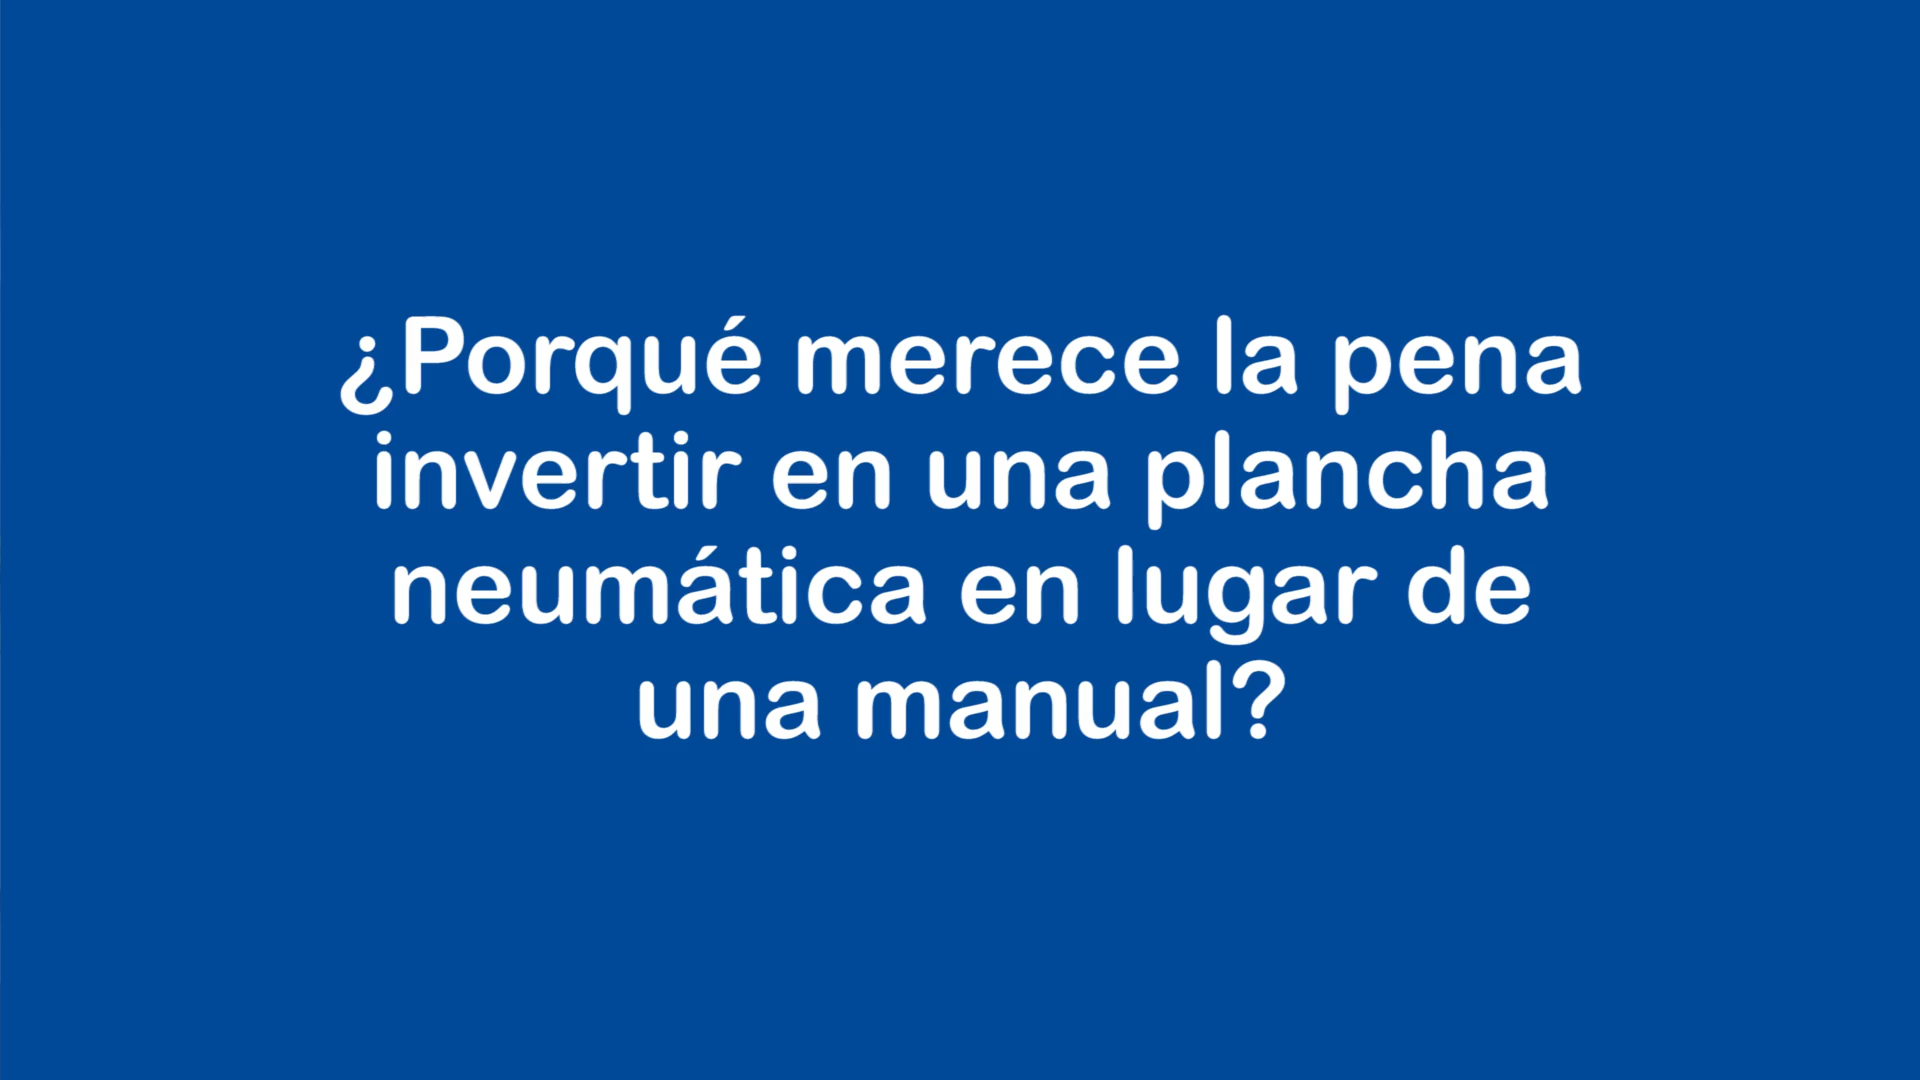 ¿Porqué merece la pena
invertir en una plancha
neumática en lugar de
una manual?